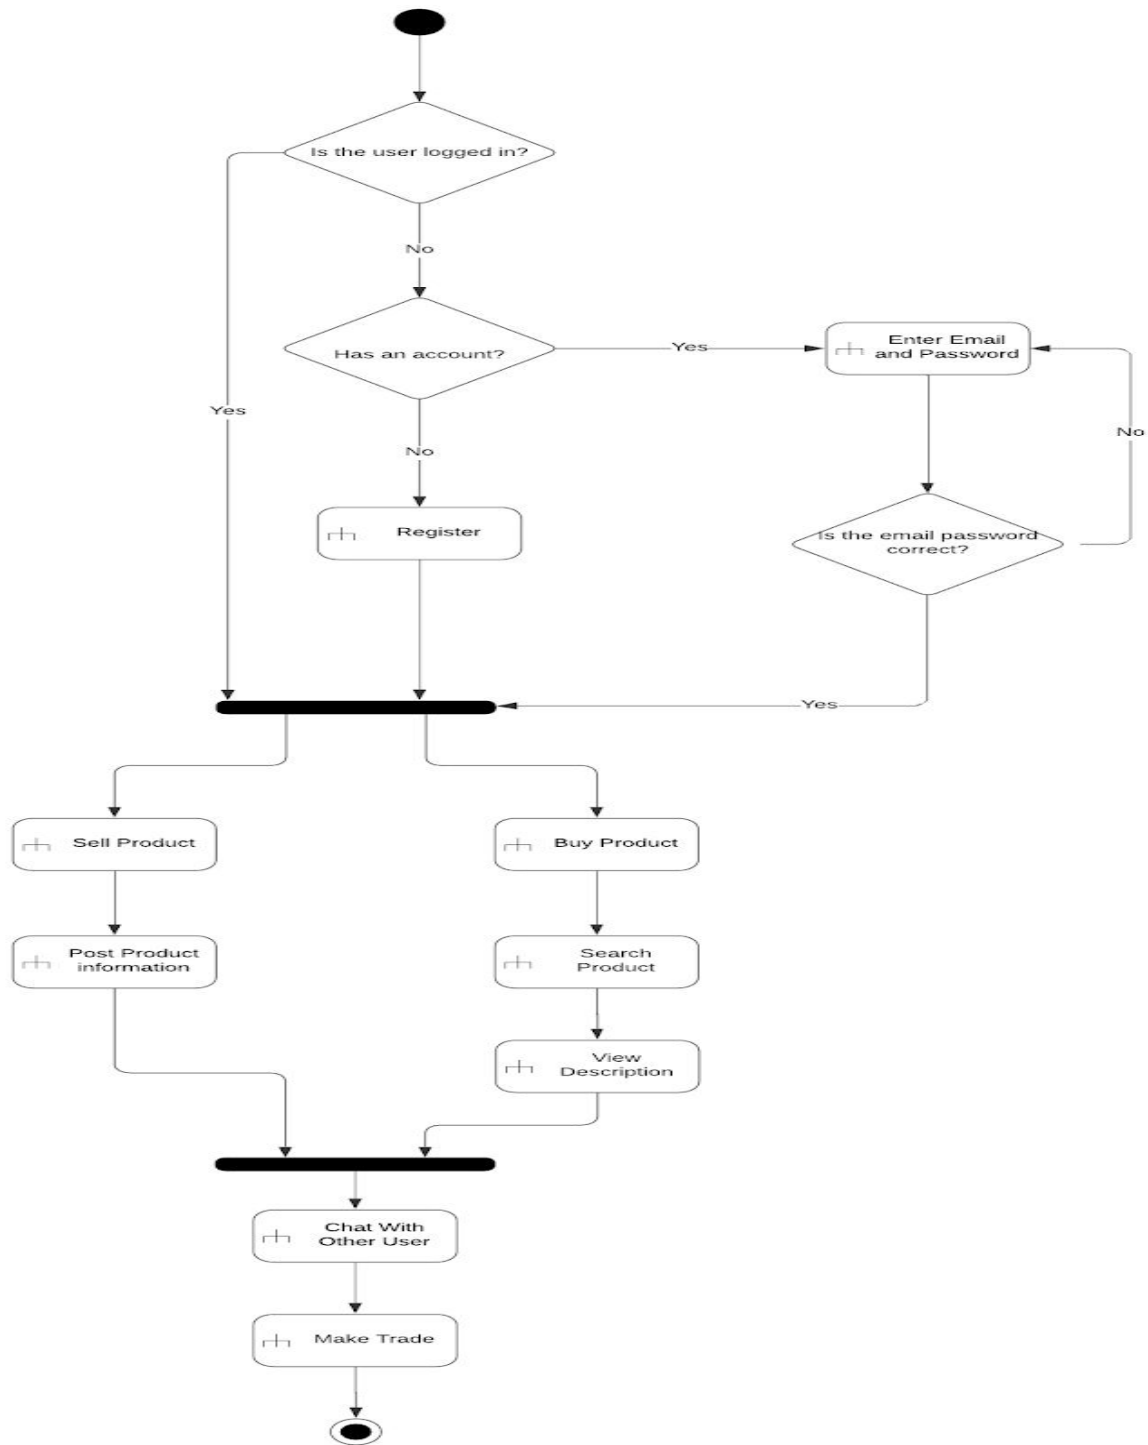 Is the user logged in?
No
Has an account?
Yes
Enter Email
and Password
Yes
No
No
Register
Is the email password
correct?
Yes
Sell Product
Buy Product
Post Product
information
Search
Product
View
Description
Chat With
Other User
Make Trade